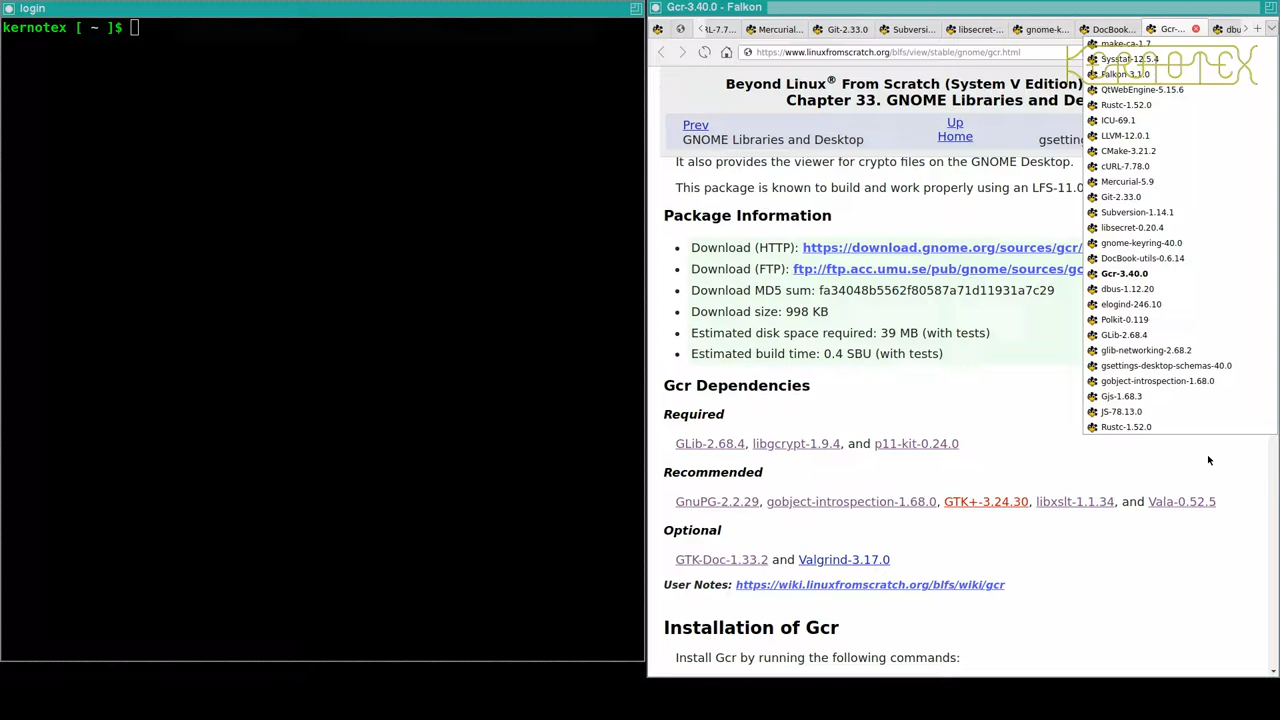 login
kernotex [ ~ ]$
Gcr-3.40.0 - Falkon
RL-7.7... Mercurial... Git-2.33.0 Subversi... libsecret-... gnome-k... DocBook... Gcr-... dbu
https://www.linuxfromscratch.org/blfs/view/stable/gnome/gcr.html
KERNOTEX
Beyond Linux® From Scratch (System V Edition)
Chapter 33. GNOME Libraries and De
Prev
GNOME Libraries and Desktop
Up
Home
gsettin
It also provides the viewer for crypto files on the GNOME Desktop.
This package is known to build and work properly using an LFS-11.0
Package Information
Download (HTTP): https://download.gnome.org/sources/gcr/
Download (FTP): ftp://ftp.acc.umu.se/pub/gnome/sources/gc
Download MD5 sum: fa34048b5562f80587a71d11931a7c29
Download size: 998 KB
Estimated disk space required: 39 MB (with tests)
Estimated build time: 0.4 SBU (with tests)
Gcr Dependencies
Required
GLib-2.68.4, libgcrypt-1.9.4, and p11-kit-0.24.0
Recommended
GnuPG-2.2.29, gobject-introspection-1.68.0, GTK+-3.24.30, libxslt-1.1.34, and Vala-0.52.5
Optional
GTK-Doc-1.33.2 and Valgrind-3.17.0
User Notes: https://wiki.linuxfromscratch.org/blfs/wiki/gcr
Installation of Gcr
Install Gcr by running the following commands:
make-ca-1.7
Sysstat-12.5.4
Falkon-3.1.0
QtWebEngine-5.15.6
Rustc-1.52.0
ICU-69.1
LLVM-12.0.1
CMake-3.21.2
cURL-7.78.0
Mercurial-5.9
Git-2.33.0
Subversion-1.14.1
libsecret-0.20.4
gnome-keyring-40.0
DocBook-utils-0.6.14
Gcr-3.40.0
dbus-1.12.20
elogind-246.10
Polkit-0.119
GLib-2.68.4
glib-networking-2.68.2
gsettings-desktop-schemas-40.0
gobject-introspection-1.68.0
Gjs-1.68.3
JS-78.13.0
Rustc-1.52.0